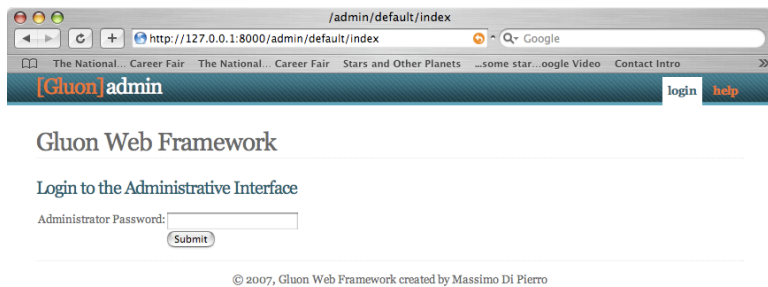 /admin/default/index
http://127.0.0.1:8000/admin/default/index
Google
The National... Career Fair The National... Career Fair Stars and Other Planets ...some star...oogle Video Contact Intro
[Gluon]admin
login help
Gluon Web Framework
Login to the Administrative Interface
Administrator Password:
Submit
© 2007, Gluon Web Framework created by Massimo Di Pierro